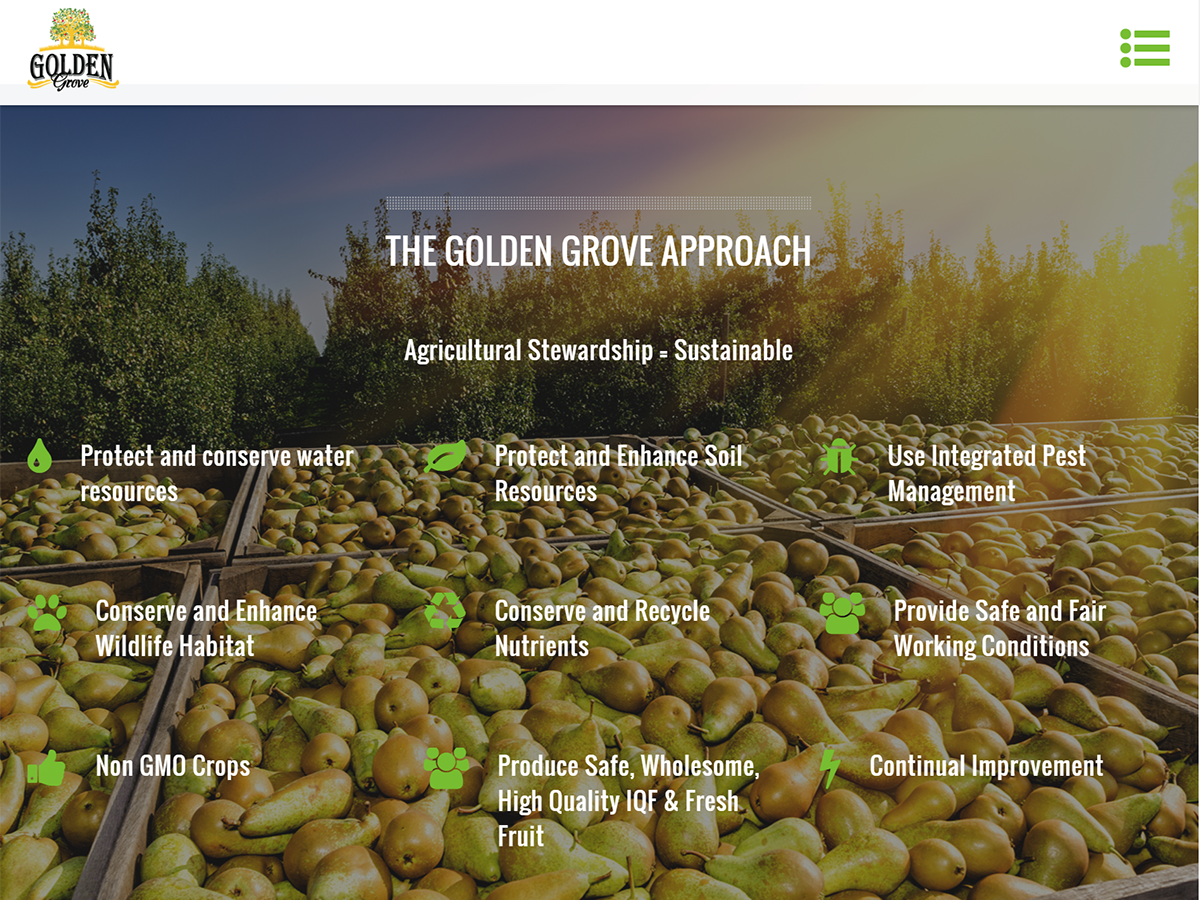 GOLDEN
Grove
THE GOLDEN GROVE APPROACH
Agricultural Stewardship = Sustainable
Protect and conserve water
resources
Protect and Enhance Soil
Resources
Use Integrated Pest
Management
Conserve and Enhance
Wildlife Habitat
Conserve and Recycle
Nutrients
Provide Safe and Fair
Working Conditions
Non GMO Crops
Produce Safe, Wholesome,
High Quality IQF & Fresh
Fruit
Continual Improvement